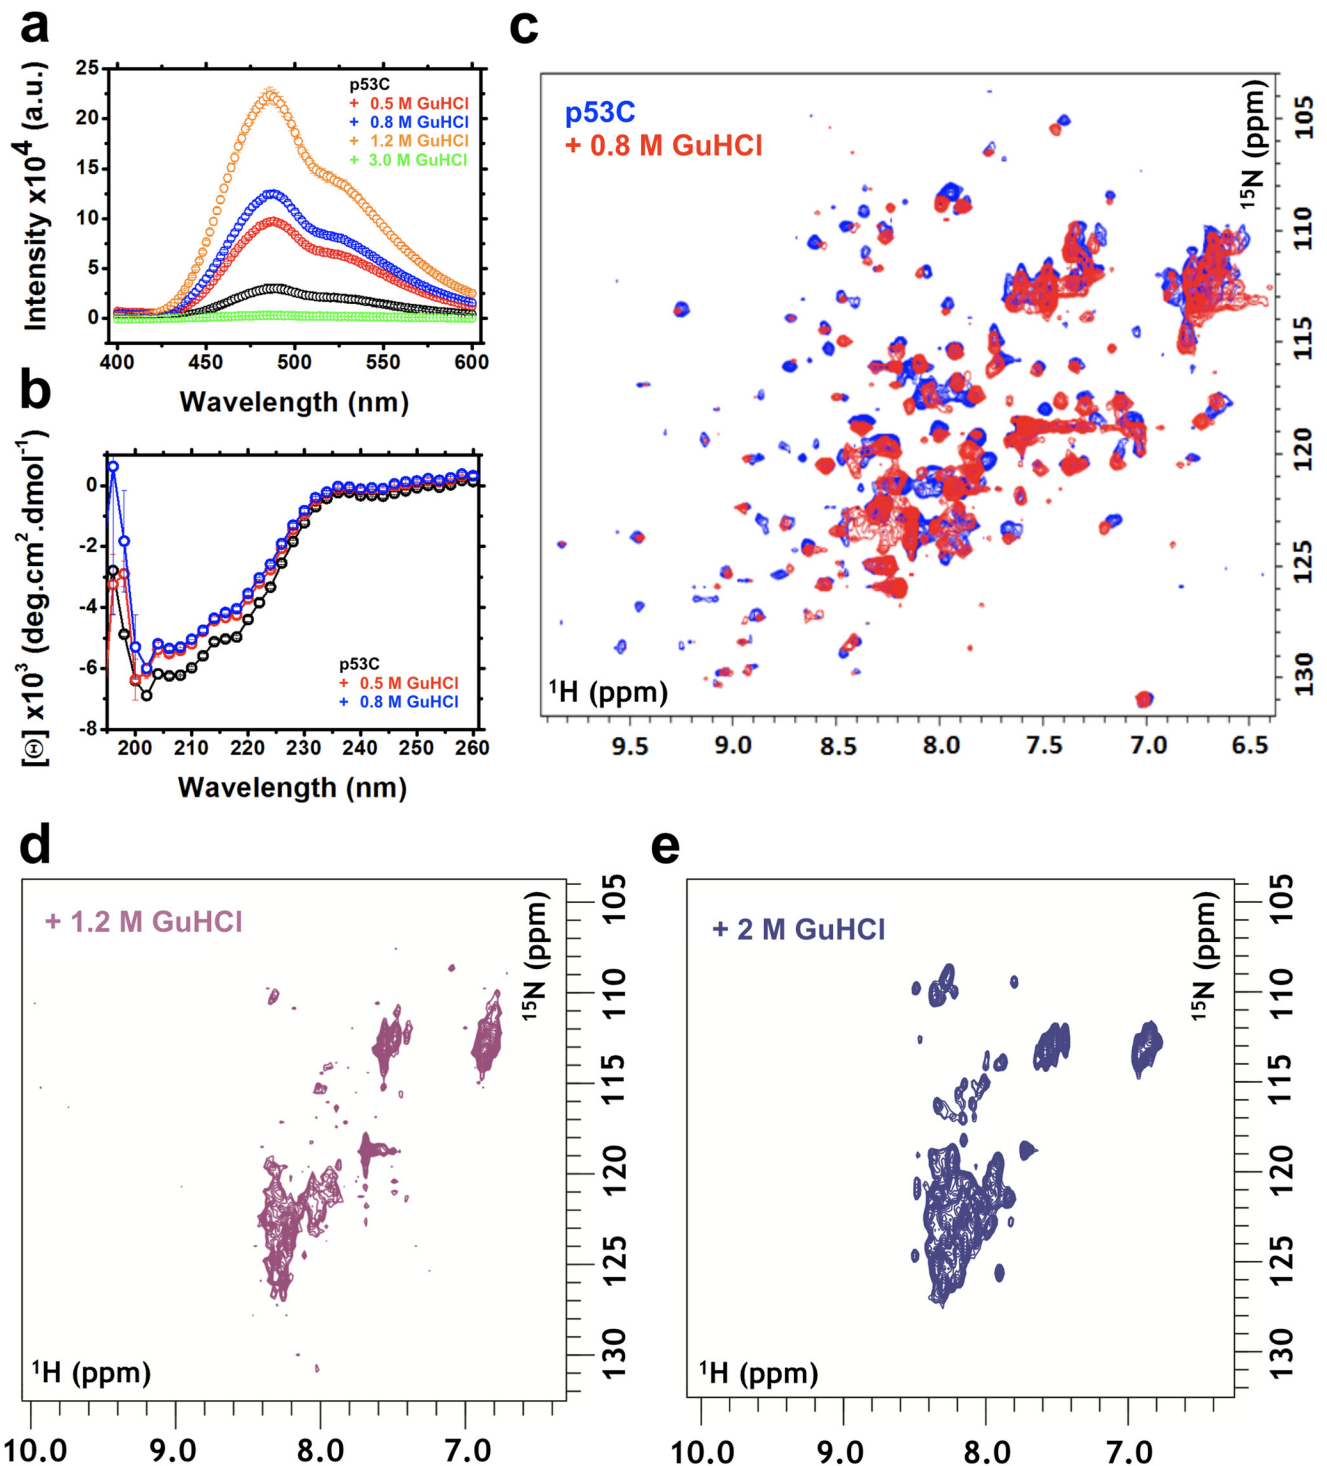 a
Intensity x10⁴ (a.u.)
25
20
15
10
5
0
p53C
+ 0.5 M GuHCl
+ 0.8 M GuHCl
+ 1.2 M GuHCl
+ 3.0 M GuHCl
400 450 500 550 600
Wavelength (nm)
b
[Θ] x10³ (deg.cm².dmol⁻¹)
0
-2
-4
-6
-8
p53C
+ 0.5 M GuHCl
+ 0.8 M GuHCl
200 210 220 230 240 250 260
Wavelength (nm)
c
p53C
+ 0.8 M GuHCl
¹⁵N (ppm)
105
110
115
120
125
130
¹H (ppm)
9.5 9.0 8.5 8.0 7.5 7.0 6.5
d
+ 1.2 M GuHCl
¹⁵N (ppm)
105
110
115
120
125
130
¹H (ppm)
10.0 9.0 8.0 7.0
e
+ 2 M GuHCl
¹⁵N (ppm)
105
110
115
120
125
130
¹H (ppm)
10.0 9.0 8.0 7.0